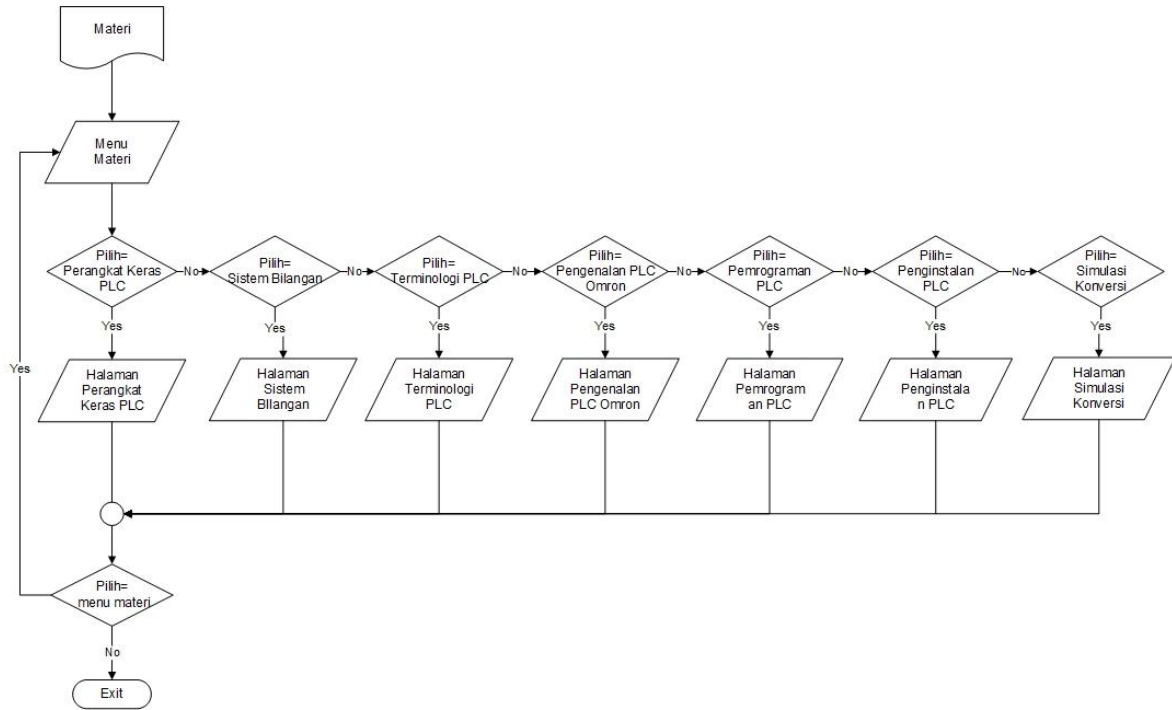 Materi
Menu
Materi
Pilih=
Perangkat Keras
PLC
No
Pilih=
Sistem Bilangan
No
Pilih=
Terminologi PLC
No
Pilih=
Pengenalan PLC
Omron
No
Pilih=
Pemrograman
PLC
No
Pilih=
Penginstalan
PLC
No
Pilih=
Simulasi
Konversi
Yes
Yes
Yes
Yes
Yes
Yes
Yes
Yes
Halaman
Perangkat
Keras PLC
Halaman
Sistem
BIlangan
Halaman
Terminologi
PLC
Halaman
Pengenalan
PLC Omron
Halaman
Pemrogram
an PLC
Halaman
Penginstala
n PLC
Halaman
Simulasi
Konversi
Pilih=
menu materi
No
Exit